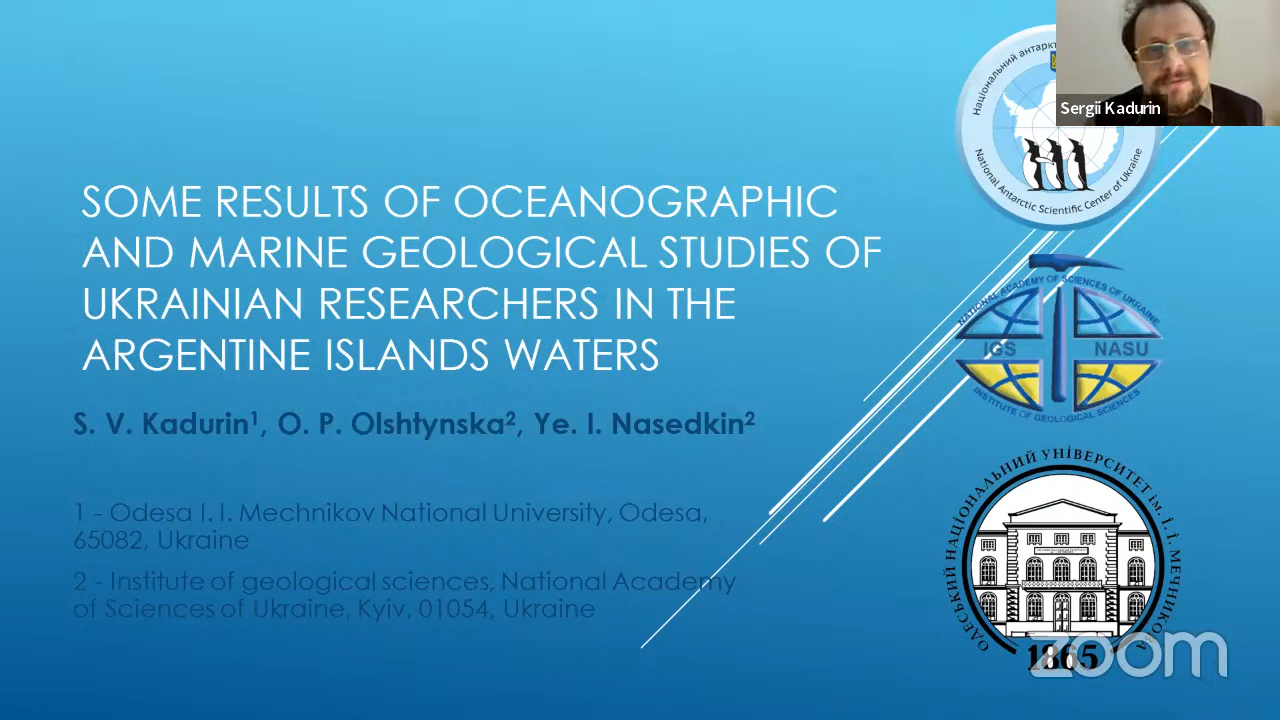 SOME RESULTS OF OCEANOGRAPHIC
AND MARINE GEOLOGICAL STUDIES OF
UKRAINIAN RESEARCHERS IN THE
ARGENTINE ISLANDS WATERS
S. V. Kadurin¹, O. P. Olshtynska², Ye. I. Nasedkin²
1 - Odesa I. I. Mechnikov National University, Odesa,
65082, Ukraine
2 - Institute of geological sciences, National Academy
of Sciences of Ukraine, Kyiv, 01054, Ukraine
Sergii Kadurin
Національний
National Antarctic Scientific Center of Ukraine
NATIONAL ACADEMY OF SCIENCES OF UKRAINE
IGS NASU
INSTITUTE OF GEOLOGICAL SCIENCES
ОДЕСЬКИЙ НАЦІОНАЛЬНИЙ УНІВЕРСИТЕТ ім. І. І. МЕЧНИКОВА
1865
zoom